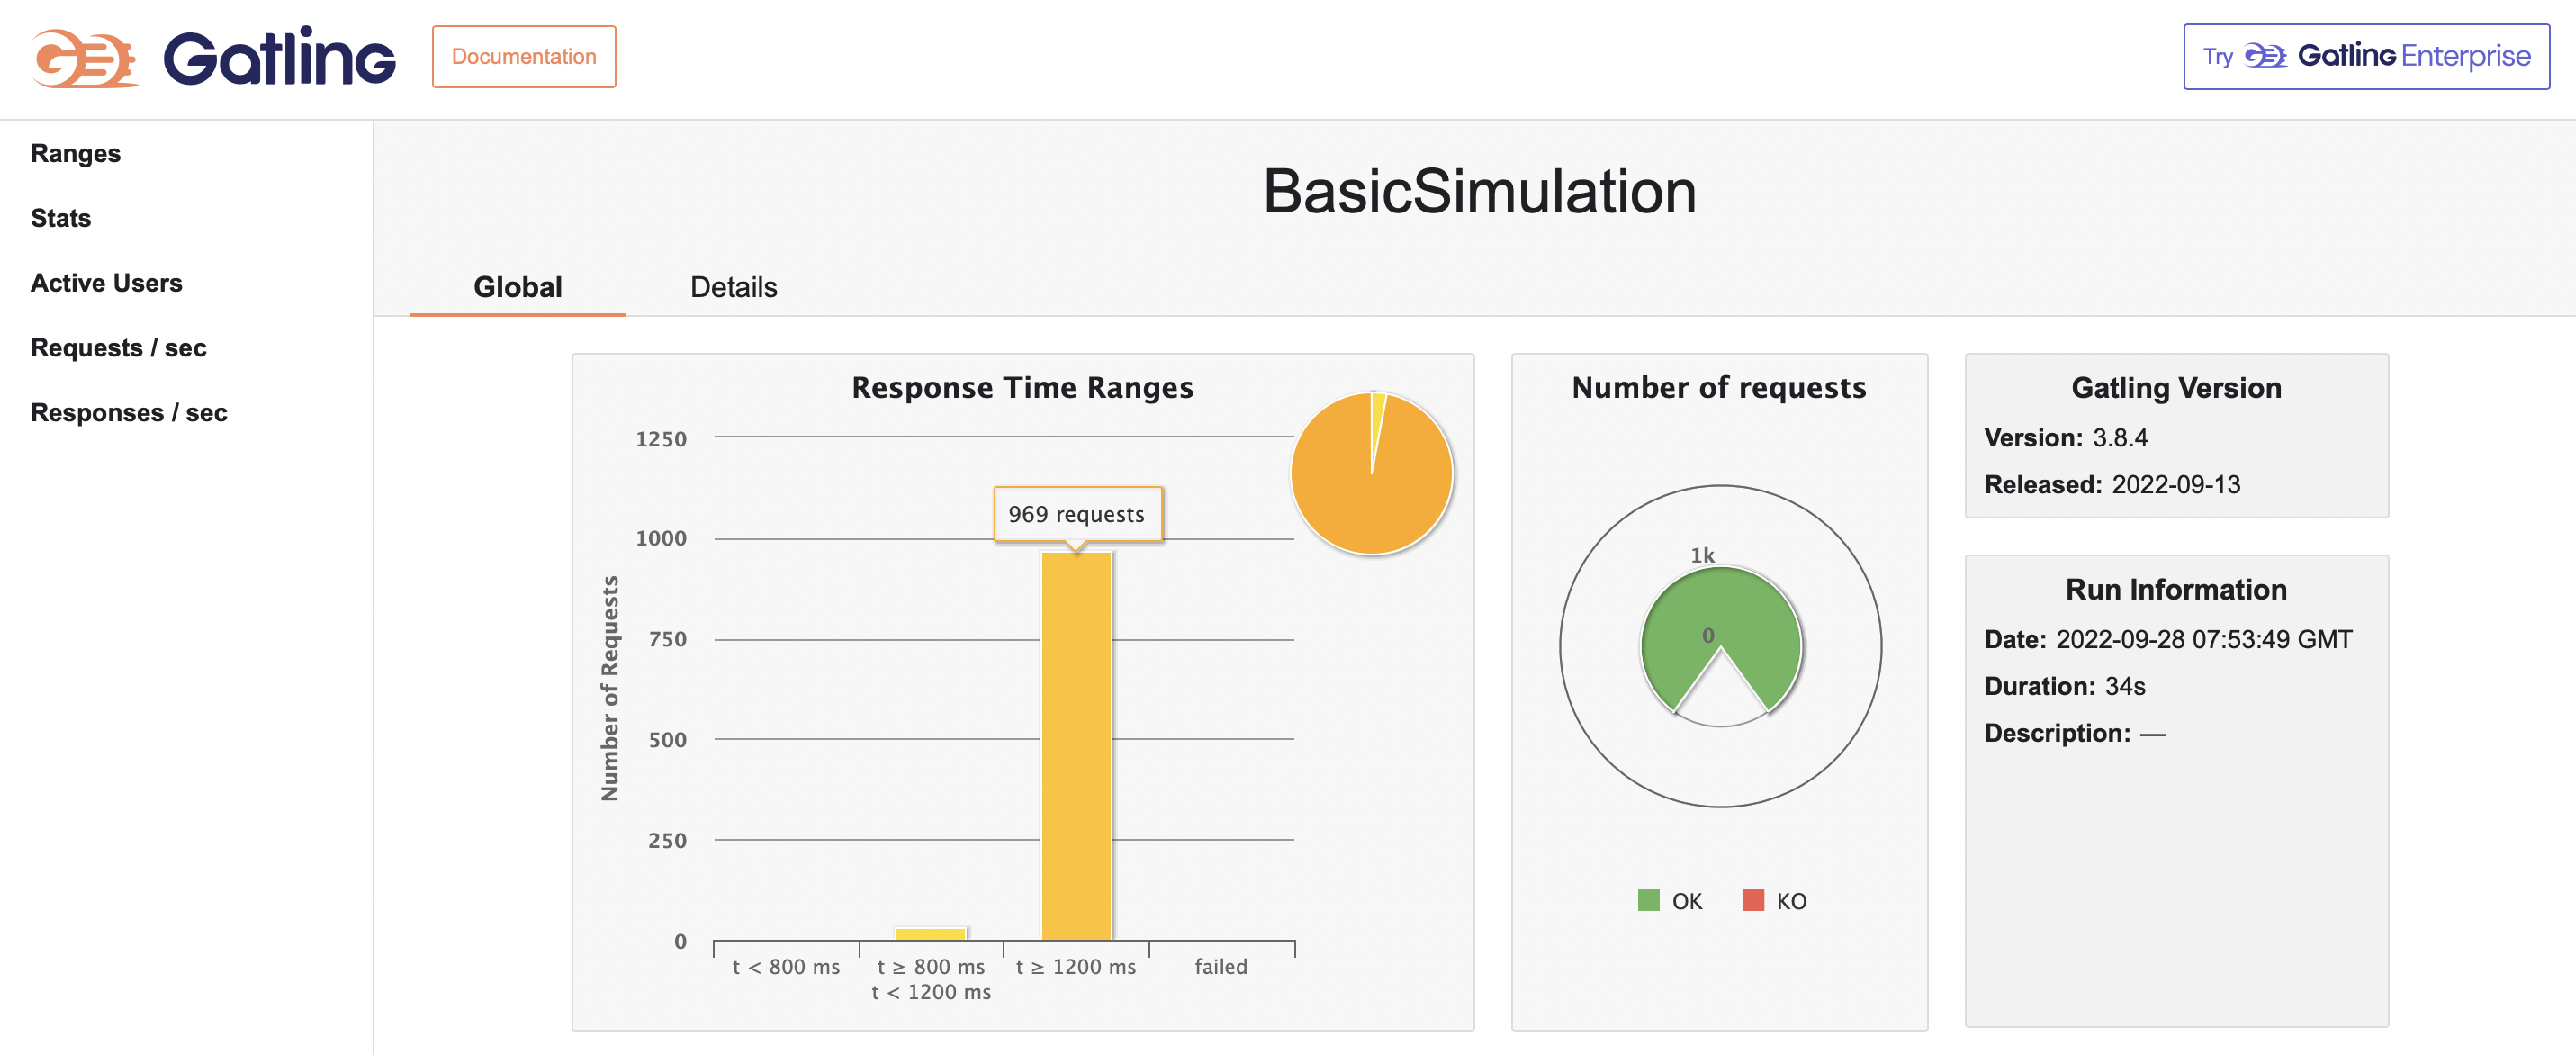 Gatling
Documentation
Try Gatling Enterprise
Ranges
Stats
Active Users
Requests / sec
Responses / sec
BasicSimulation
Global
Details
Response Time Ranges
Number of Requests
1250
1000
750
500
250
0
969 requests
t < 800 ms
t ≥ 800 ms
t < 1200 ms
t ≥ 1200 ms
failed
Number of requests
1k
0
OK
KO
Gatling Version
Version: 3.8.4
Released: 2022-09-13
Run Information
Date: 2022-09-28 07:53:49 GMT
Duration: 34s
Description: —